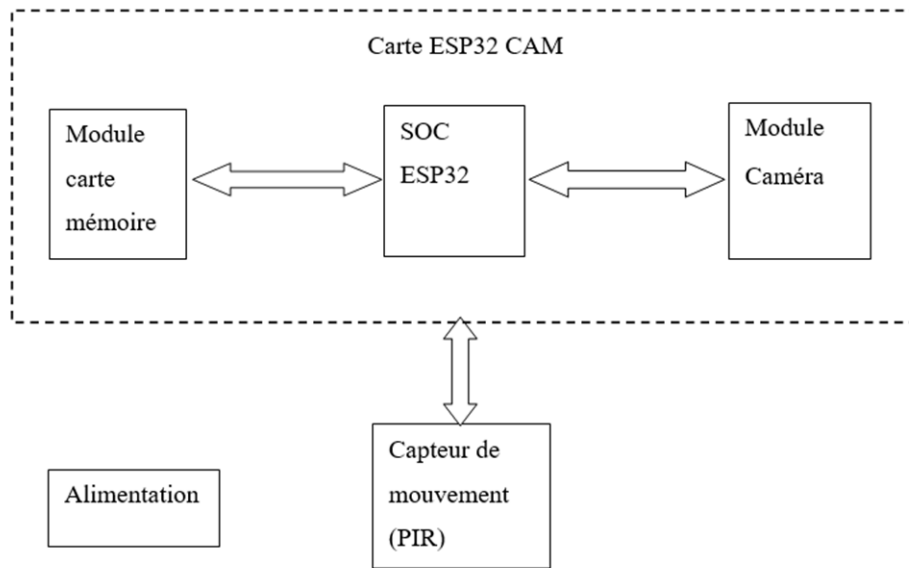 Carte ESP32 CAM
Module
carte
mémoire
SOC
ESP32
Module
Caméra
Capteur de
mouvement
(PIR)
Alimentation